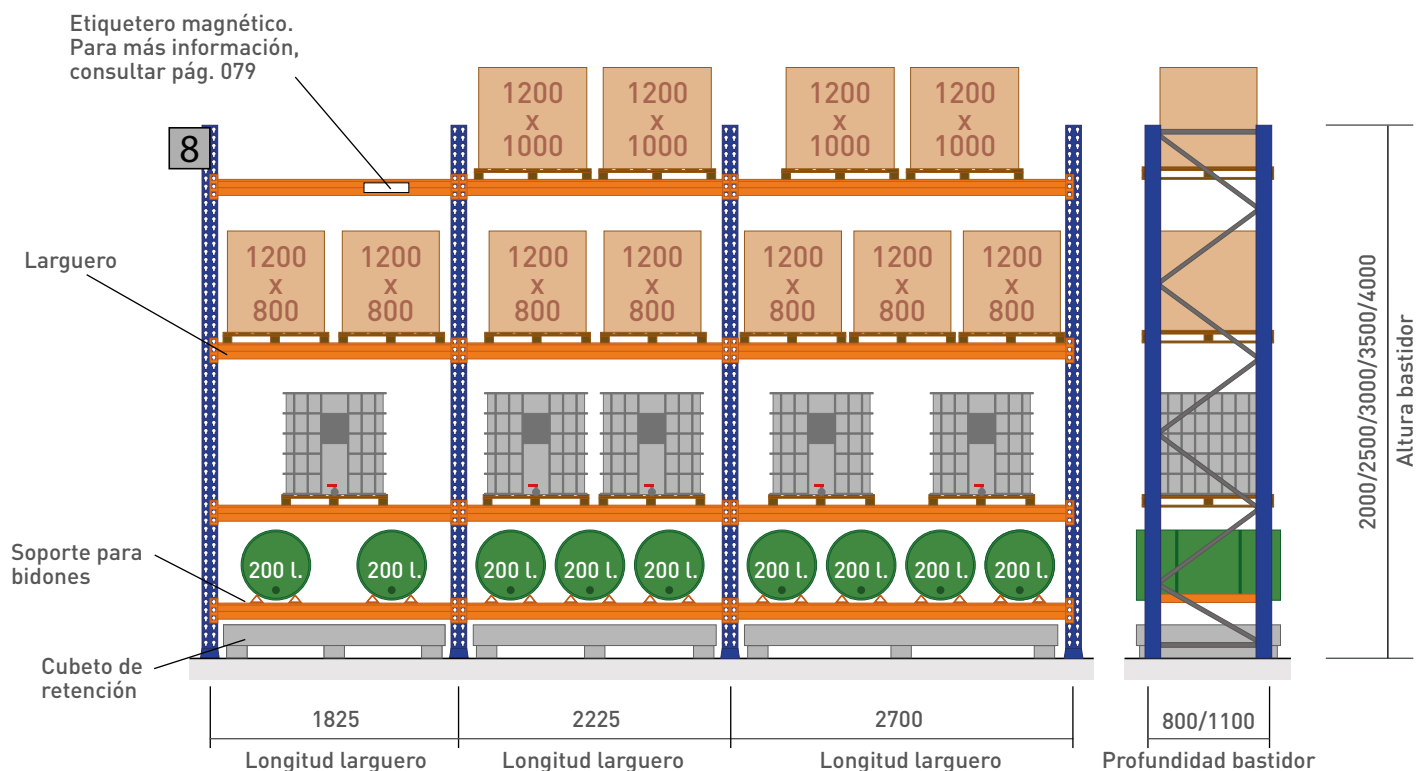 Etiquetero magnético.
Para más información,
consultar pág. 079
8
1200
x
1000
1200
x
1000
1200
x
1000
1200
x
1000
Larguero
1200
x
800
1200
x
800
1200
x
800
1200
x
800
1200
x
800
1200
x
800
1200
x
800
Soporte para
bidones
200 l.
200 l.
200 l.
200 l.
200 l.
200 l.
200 l.
200 l.
200 l.
Cubeto de
retención
1825
Longitud larguero
2225
Longitud larguero
2700
Longitud larguero
800/1100
Profundidad bastidor
2000/2500/3000/3500/4000
Altura bastidor